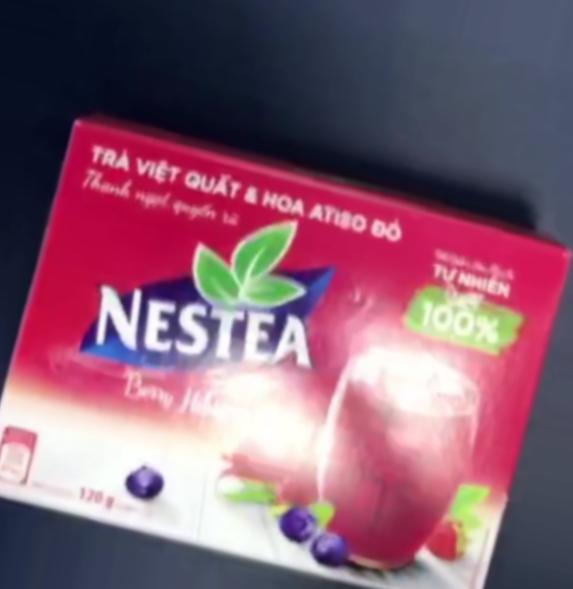 TRÀ VIỆT QUẤT & HOA ATISO ĐỎ
Thanh ngọt quyến rũ
TỰ NHIÊN
100%
NESTEA
Berry
120 g